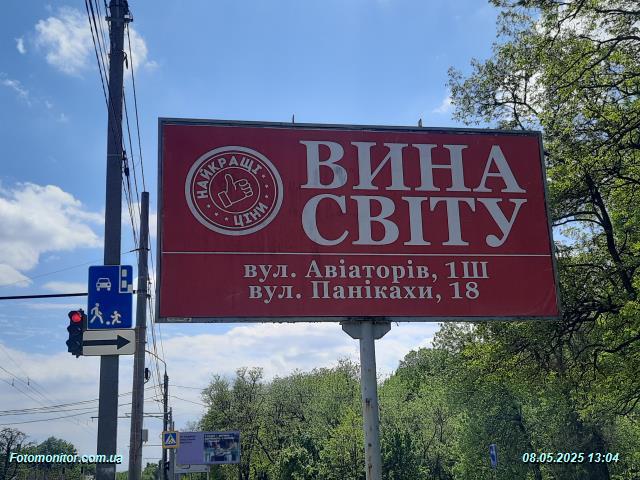 НАЙКРАЩІ
ЦІНИ
ВИНА
СВІТУ
вул. Авіаторів, 1Ш
вул. Панікахи, 18
Fotomonitor.com.ua
08.05.2025 13:04